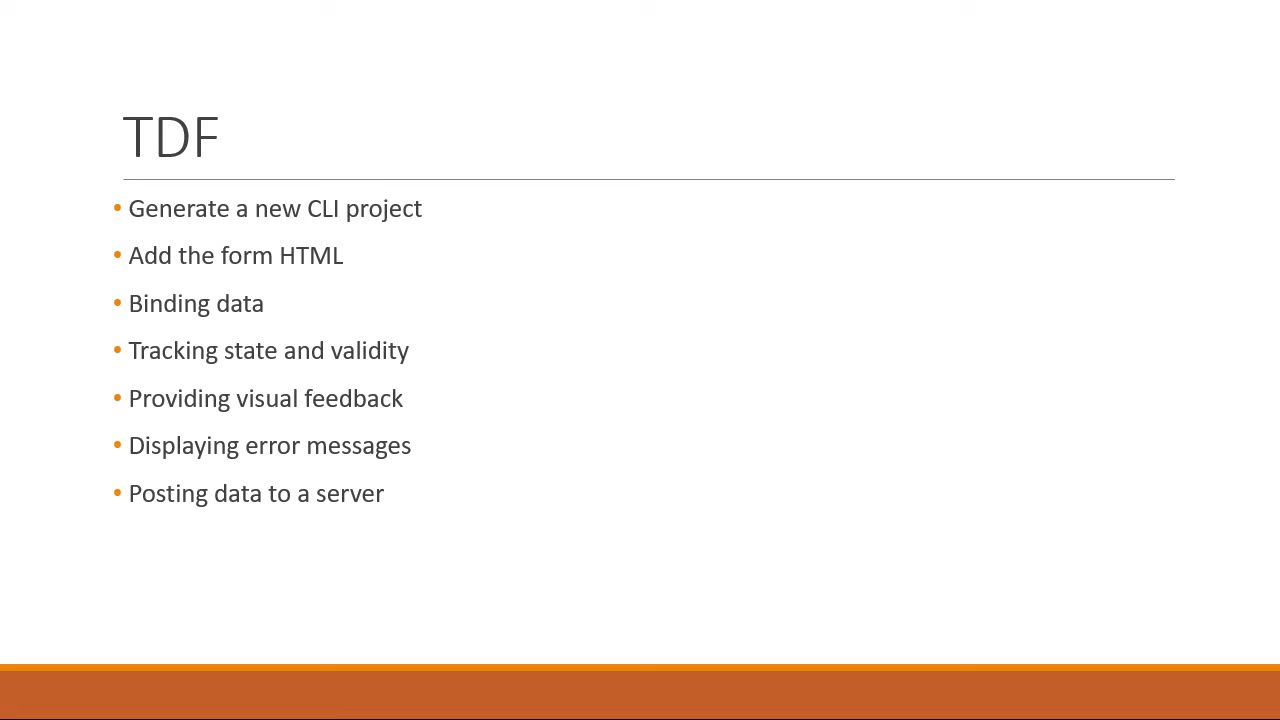 TDF
• Generate a new CLI project
• Add the form HTML
• Binding data
• Tracking state and validity
• Providing visual feedback
• Displaying error messages
• Posting data to a server